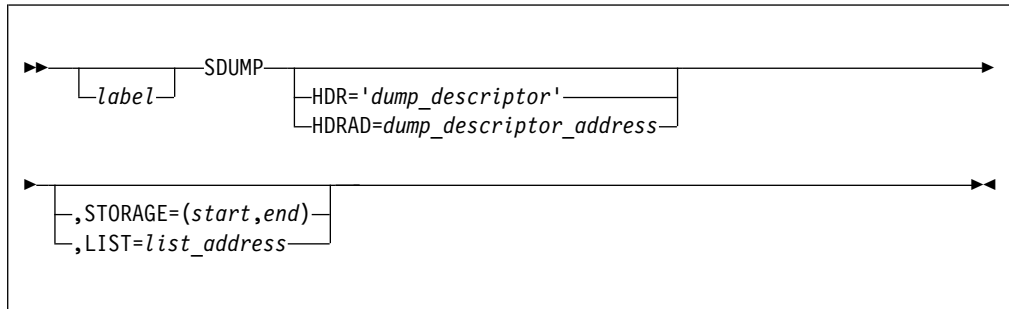 SDUMP
label
HDR='dump_descriptor'
HDRAD=dump_descriptor_address
,STORAGE=(start,end)
,LIST=list_address